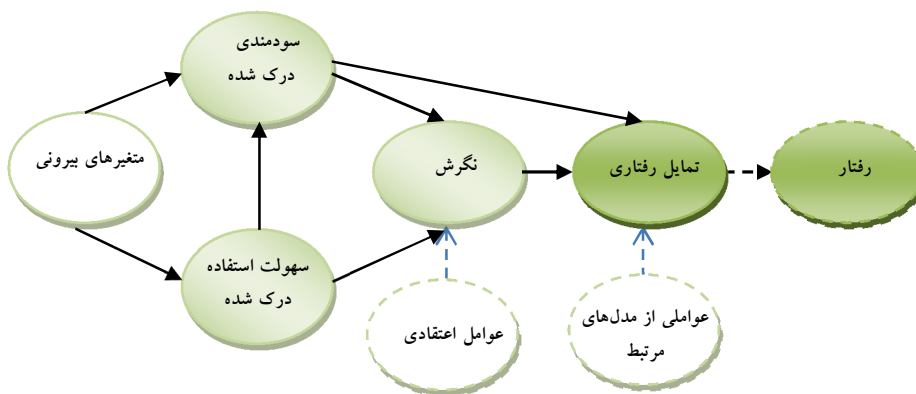 سودمندی
درک شده
متغیرهای بیرونی
نگرش
تمایل رفتاری
رفتار
سهولت استفاده
درک شده
عوامل اعتقادی
عواملی از مدل‌های
مرتبط